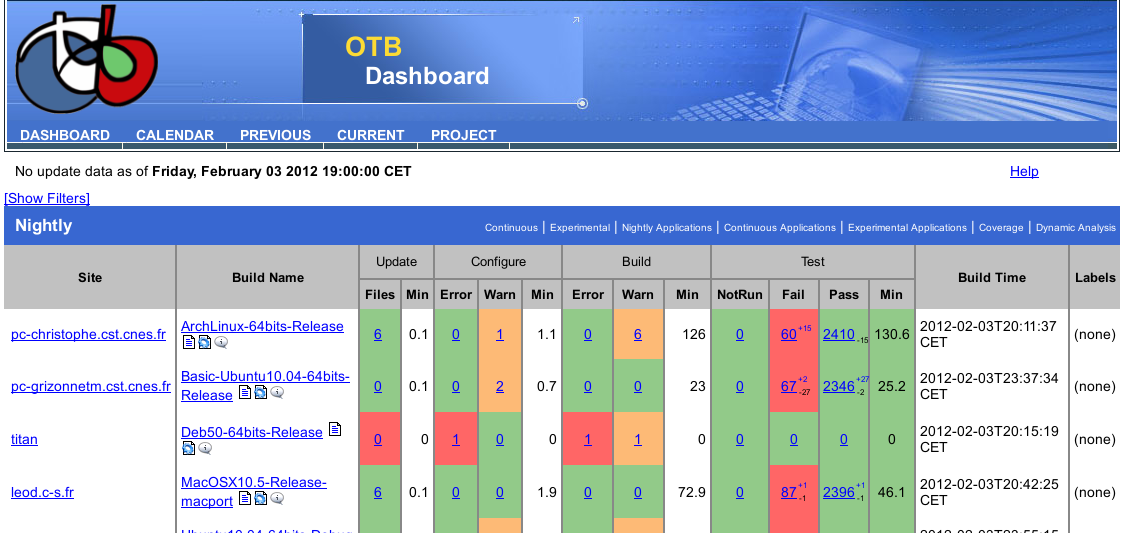 OTB
Dashboard
DASHBOARD CALENDAR PREVIOUS CURRENT PROJECT
No update data as of Friday, February 03 2012 19:00:00 CET Help
[Show Filters]
Nightly Continuous | Experimental | Nightly Applications | Continuous Applications | Experimental Applications | Coverage | Dynamic Analysis
Site Build Name Update Configure Build Test Build Time Labels
Files Min Error Warn Min Error Warn Min NotRun Fail Pass Min
pc-christophe.cst.cnes.fr ArchLinux-64bits-Release 6 0.1 0 1 1.1 0 6 126 0 60 +15 2410 -15 130.6 2012-02-03T20:11:37 CET (none)
pc-grizonnetm.cst.cnes.fr Basic-Ubuntu10.04-64bits-Release 0 0.1 0 2 0.7 0 0 23 0 67 +2 -27 2346 +27 -2 25.2 2012-02-03T23:37:34 CET (none)
titan Deb50-64bits-Release 0 0 1 0 0 1 1 0 0 0 0 0 2012-02-03T20:15:19 CET (none)
leod.c-s.fr MacOSX10.5-Release-macport 6 0.1 0 0 1.9 0 0 72.9 0 87 +1 -1 2396 +1 -1 46.1 2012-02-03T20:42:25 CET (none)